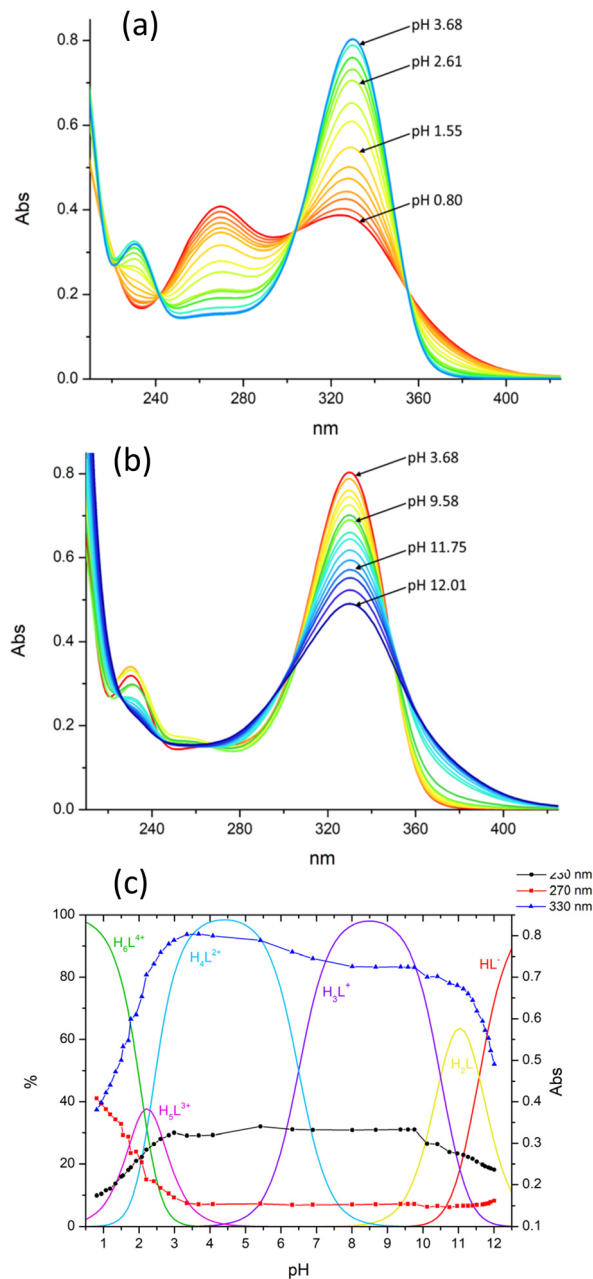 (a)
pH 3.68
pH 2.61
pH 1.55
pH 0.80
0.8
0.6
0.4
0.2
0.0
Abs
240 280 320 360 400
nm
(b)
pH 3.68
pH 9.58
pH 11.75
pH 12.01
0.8
0.6
0.4
0.2
0.0
Abs
240 280 320 360 400
nm
(c)
230 nm
270 nm
330 nm
100
80
60
40
20
0
%
H₆L⁴⁺
H₅L³⁺
H₄L²⁺
H₃L⁺
H₂L
HL⁻
0.8
0.7
0.6
0.5
0.4
0.3
0.2
0.1
Abs
1 2 3 4 5 6 7 8 9 10 11 12
pH